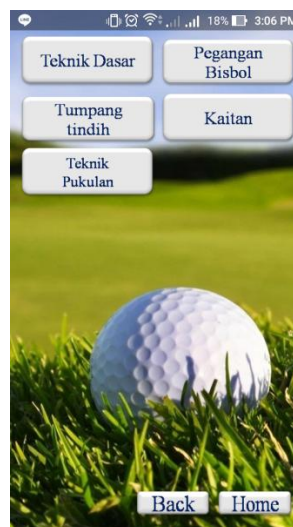 18% 3:06 PM
Teknik Dasar
Pegangan
Bisbol
Tumpang
tindih
Kaitan
Teknik
Pukulan
Back
Home